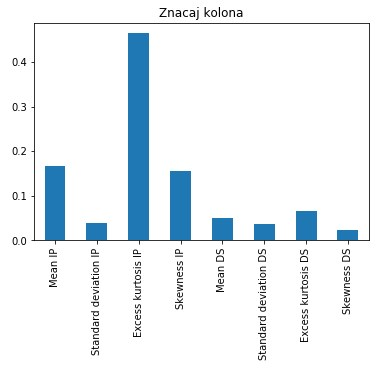 Znacaj kolona
0.4
0.3
0.2
0.1
0.0
Mean IP
Standard deviation IP
Excess kurtosis IP
Skewness IP
Mean DS
Standard deviation DS
Excess kurtosis DS
Skewness DS